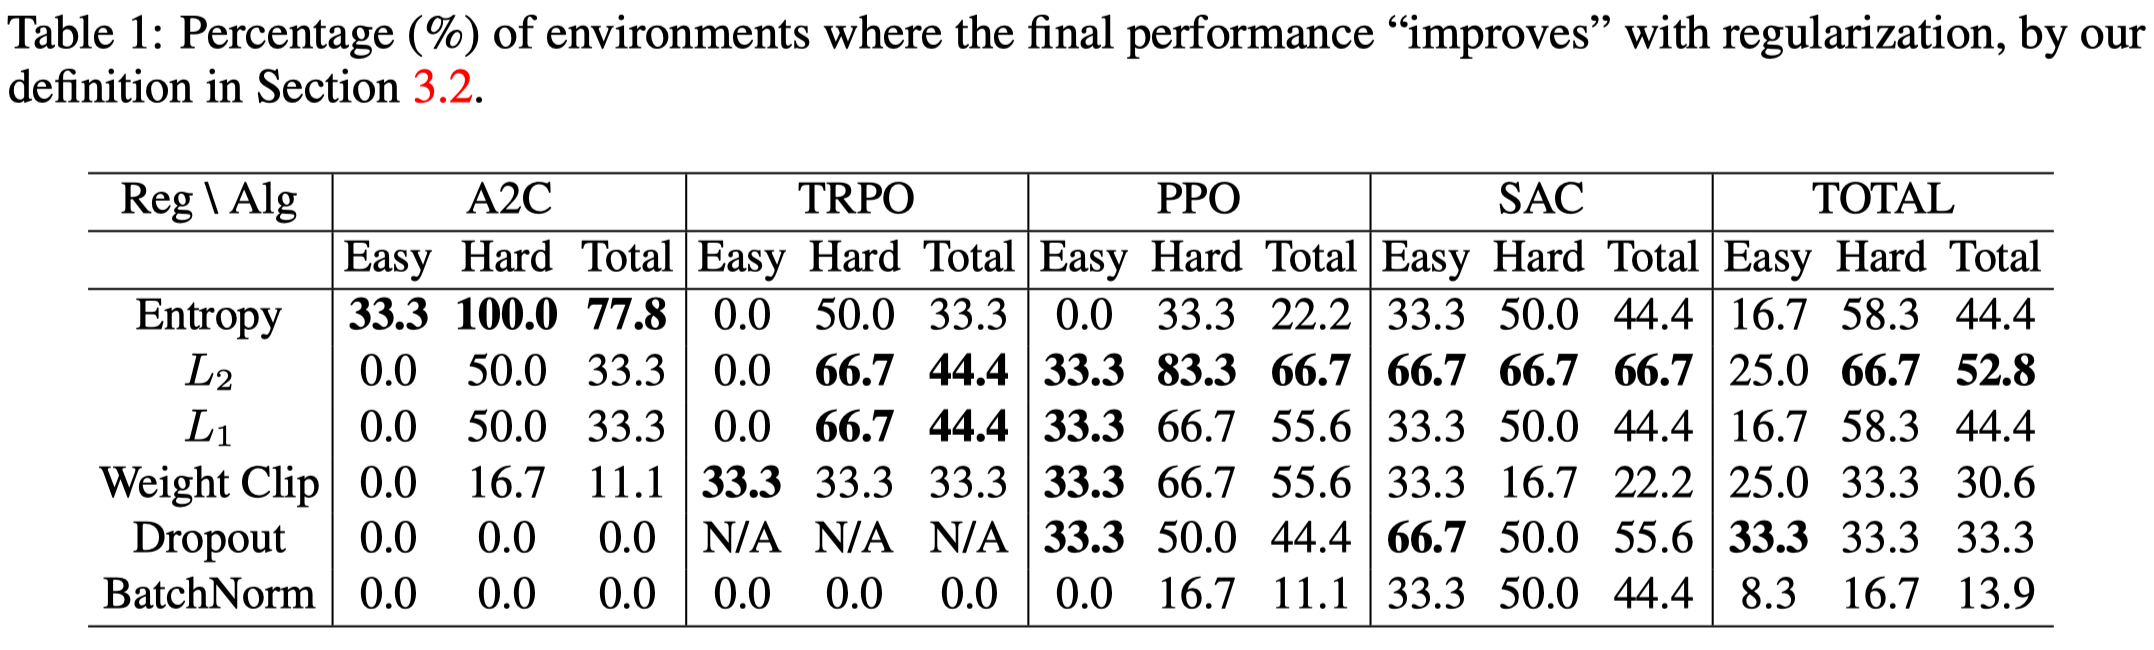 Table 1: Percentage (%) of environments where the final performance “improves” with regularization, by our
definition in Section 3.2.
Reg \ Alg A2C TRPO PPO SAC TOTAL
Easy Hard Total Easy Hard Total Easy Hard Total Easy Hard Total Easy Hard Total
Entropy 33.3 100.0 77.8 0.0 50.0 33.3 0.0 33.3 22.2 33.3 50.0 44.4 16.7 58.3 44.4
L2 0.0 50.0 33.3 0.0 66.7 44.4 33.3 83.3 66.7 66.7 66.7 66.7 25.0 66.7 52.8
L1 0.0 50.0 33.3 0.0 66.7 44.4 33.3 66.7 55.6 33.3 50.0 44.4 16.7 58.3 44.4
Weight Clip 0.0 16.7 11.1 33.3 33.3 33.3 33.3 66.7 55.6 33.3 16.7 22.2 25.0 33.3 30.6
Dropout 0.0 0.0 0.0 N/A N/A N/A 33.3 50.0 44.4 66.7 50.0 55.6 33.3 33.3 33.3
BatchNorm 0.0 0.0 0.0 0.0 0.0 0.0 0.0 16.7 11.1 33.3 50.0 44.4 8.3 16.7 13.9